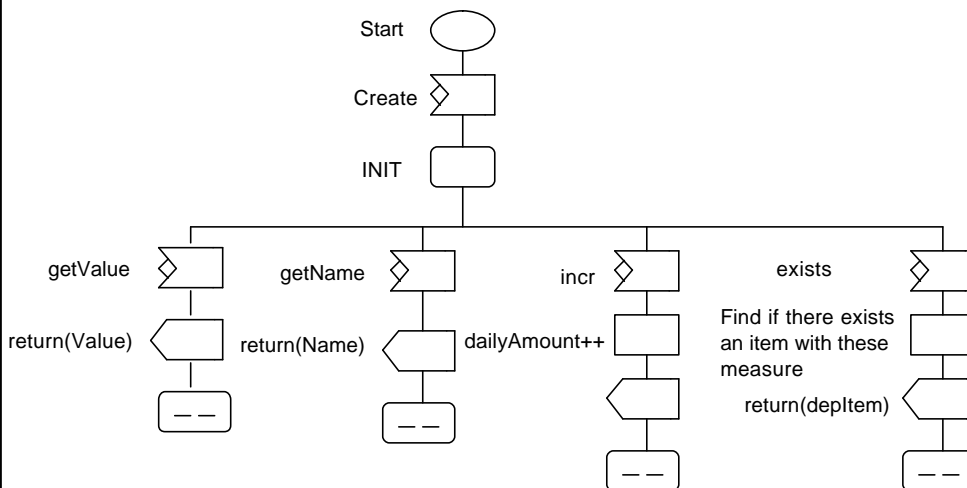 Start
Create
INIT
getValue
getName
incr
exists
return(Value)
return(Name)
dailyAmount++
Find if there exists
an item with these
measure
return(depItem)